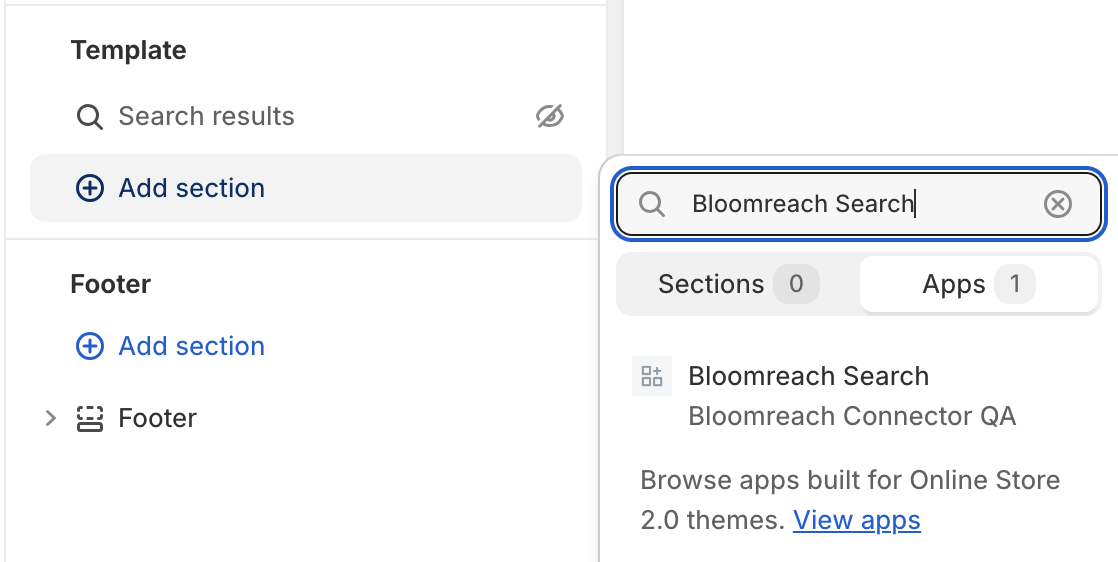 Template
Search results
Add section
Footer
Add section
Footer
Bloomreach Search
Sections 0
Apps 1
Bloomreach Search
Bloomreach Connector QA
Browse apps built for Online Store
2.0 themes. View apps